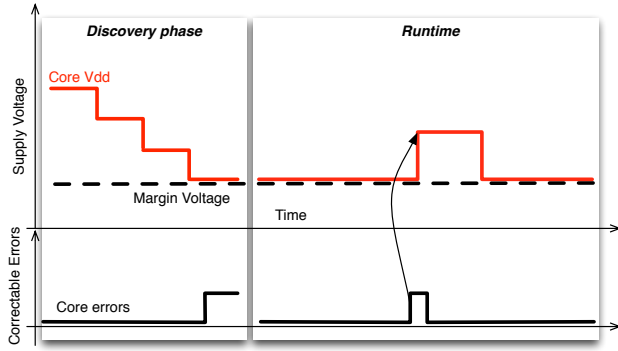 Discovery phase
Runtime
Supply Voltage
Core Vdd
Margin Voltage
Time
Correctable Errors
Core errors